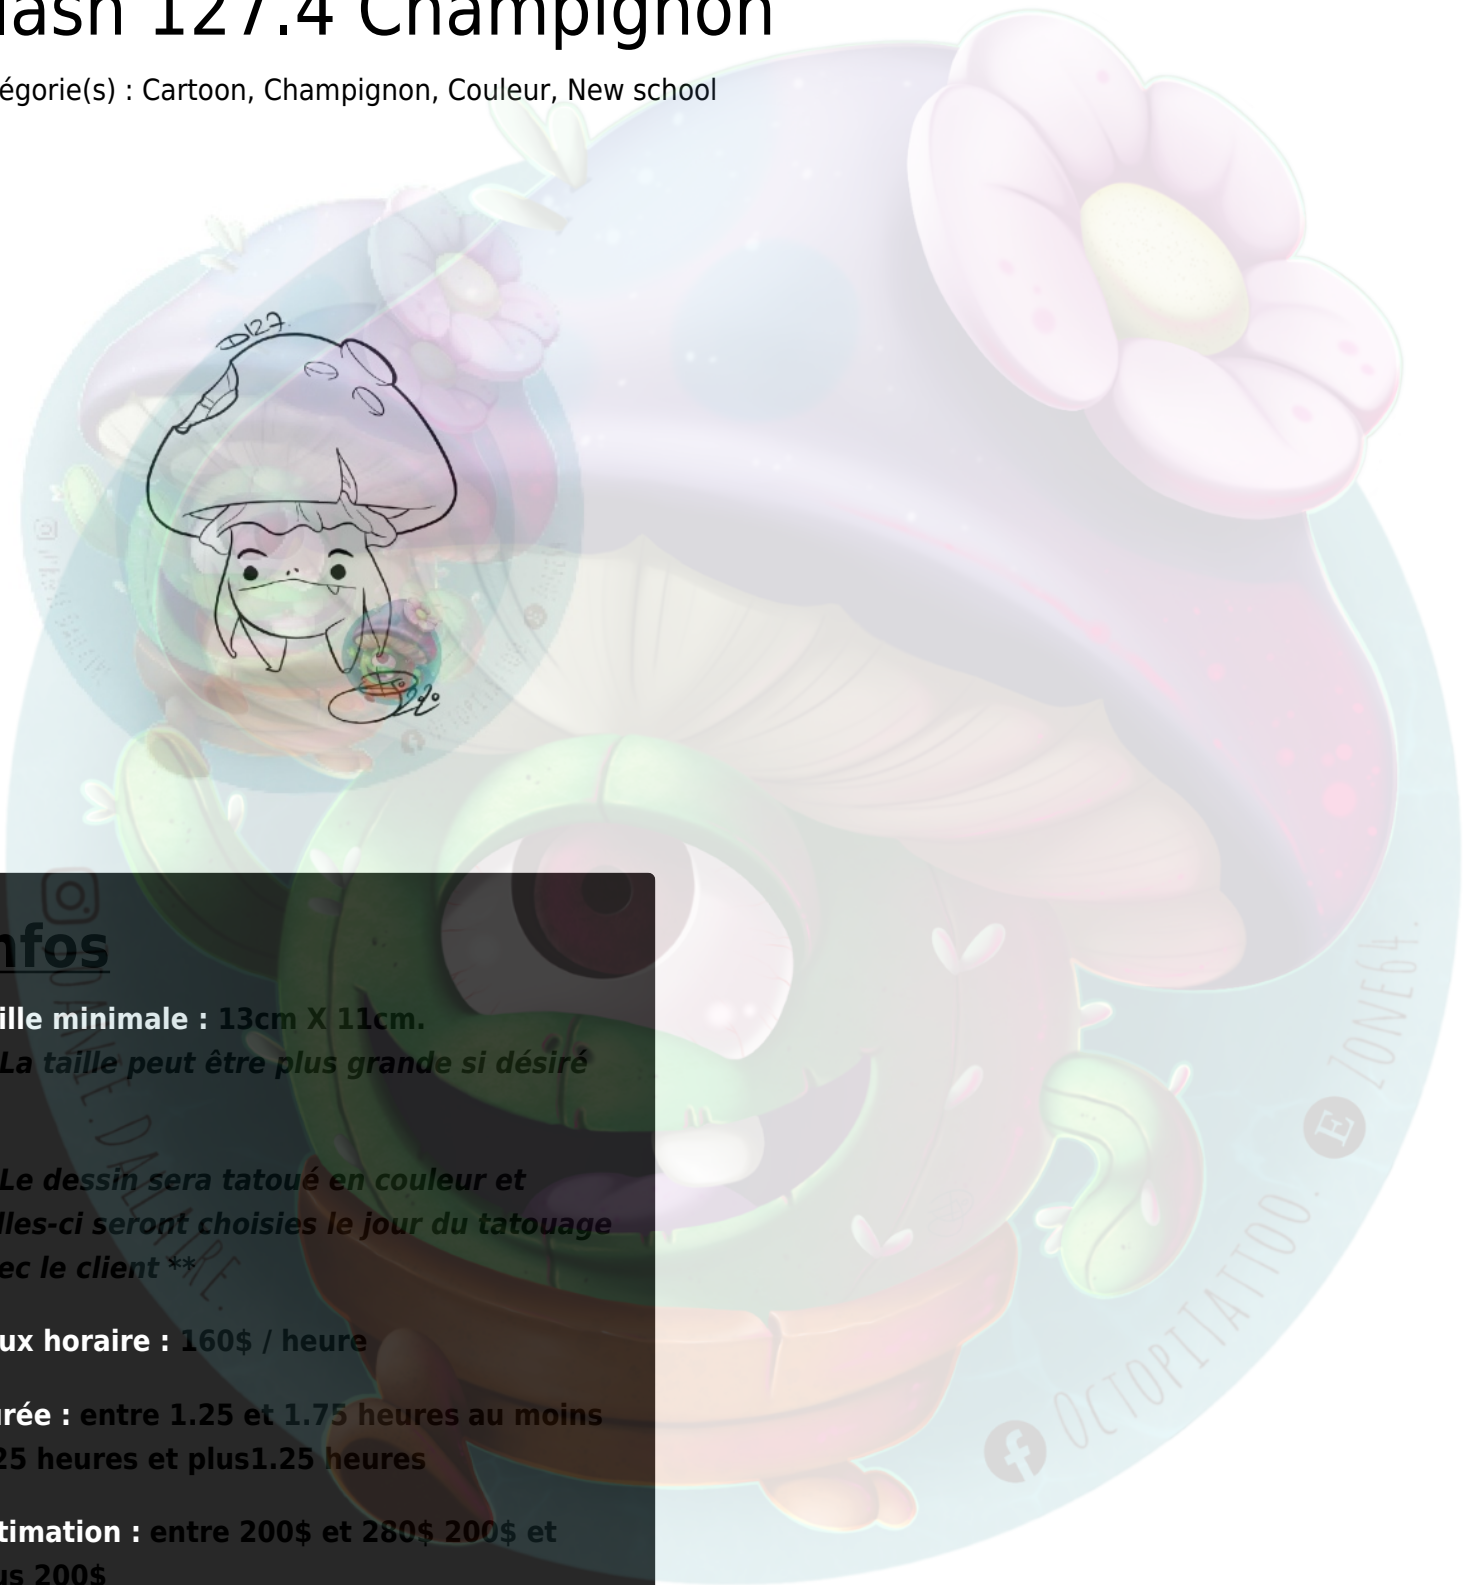 lash 127.4 Champignon
égorie(s) : Cartoon, Champignon, Couleur, New school
D127
nfos
ille minimale : 13cm X 11cm.
La taille peut être plus grande si désiré
Le dessin sera tatoué en couleur et
lles-ci seront choisies le jour du tatouage
ec le client **
ux horaire : 160$ / heure
urée : entre 1.25 et 1.75 heures au moins
25 heures et plus1.25 heures
timation : entre 200$ et 280$ 200$ et
us 200$
DAVEE.DALLAIRE.
OCTOPITATTOO.
ZONE64.